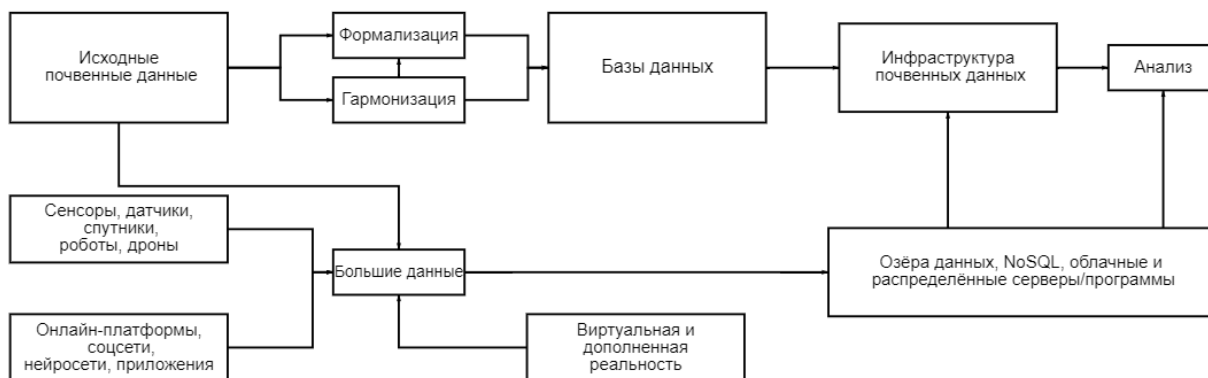 Исходные
почвенные данные
Формализация
Гармонизация
Базы данных
Инфраструктура
почвенных данных
Анализ
Сенсоры, датчики,
спутники,
роботы, дроны
Большие данные
Озёра данных, NoSQL, облачные и
распределённые серверы/программы
Онлайн-платформы,
соцсети,
нейросети, приложения
Виртуальная и
дополненная
реальность